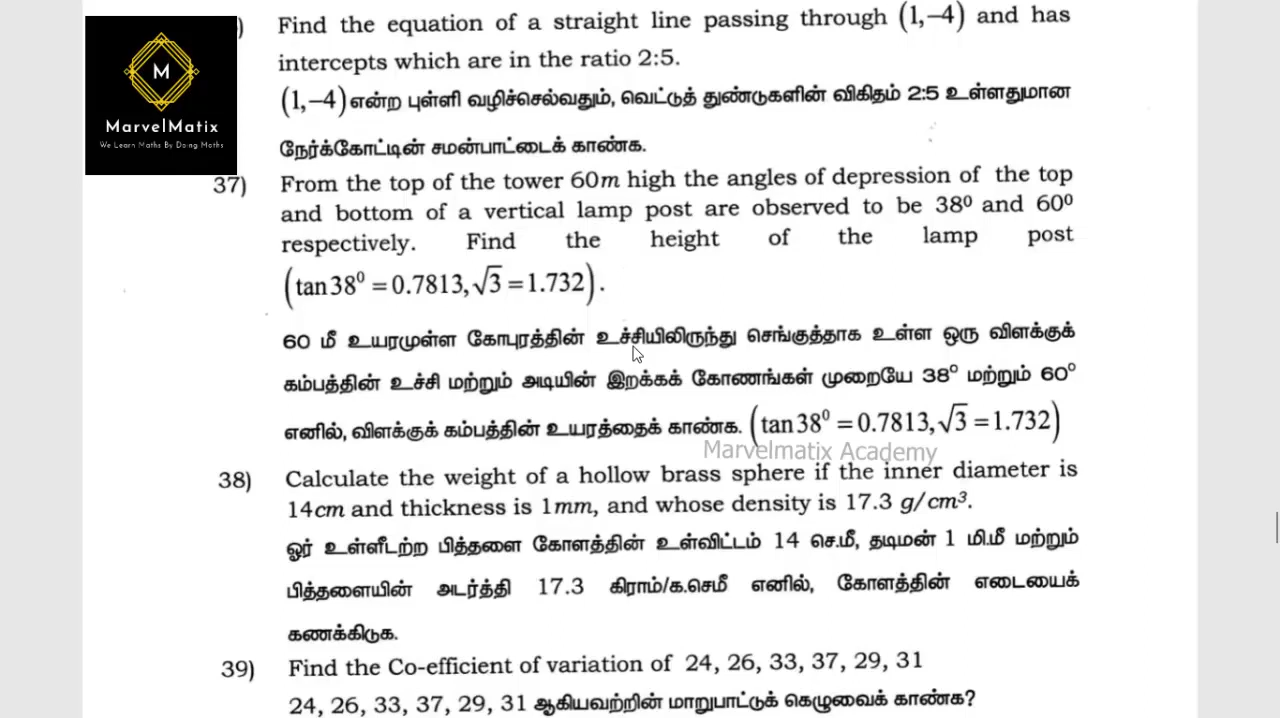 M
MarvelMatix
We Learn Maths By Doing Maths
) Find the equation of a straight line passing through (1,−4) and has
intercepts which are in the ratio 2:5.
(1,−4) என்ற புள்ளி வழிச்செல்வதும், வெட்டுத் துண்டுகளின் விகிதம் 2:5 உள்ளதுமான
நேர்க்கோட்டின் சமன்பாட்டைக் காண்க.
37) From the top of the tower 60m high the angles of depression of the top
and bottom of a vertical lamp post are observed to be 38⁰ and 60⁰
respectively. Find the height of the lamp post
(tan38⁰ = 0.7813, √3 = 1.732).
60 மீ உயரமுள்ள கோபுரத்தின் உச்சியிலிருந்து செங்குத்தாக உள்ள ஒரு விளக்குக்
கம்பத்தின் உச்சி மற்றும் அடியின் இறக்கக் கோணங்கள் முறையே 38° மற்றும் 60°
எனில், விளக்குக் கம்பத்தின் உயரத்தைக் காண்க. (tan38⁰ = 0.7813, √3 = 1.732)
Marvelmatix Academy
38) Calculate the weight of a hollow brass sphere if the inner diameter is
14cm and thickness is 1mm, and whose density is 17.3 g/cm³.
ஓர் உள்ளீடற்ற பித்தளை கோளத்தின் உள்விட்டம் 14 செ.மீ, தடிமன் 1 மி.மீ மற்றும்
பித்தளையின் அடர்த்தி 17.3 கிராம்/க.செமீ எனில், கோளத்தின் எடையைக்
கணக்கிடுக.
39) Find the Co-efficient of variation of 24, 26, 33, 37, 29, 31
24, 26, 33, 37, 29, 31 ஆகியவற்றின் மாறுபாட்டுக் கெழுவைக் காண்க?